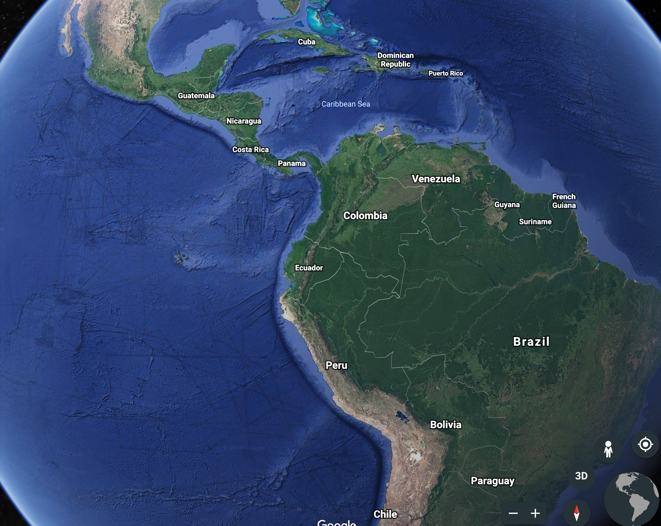 Cuba
Dominican
Republic
Puerto Rico
Guatemala
Caribbean Sea
Nicaragua
Costa Rica
Panama
Venezuela
French
Guiana
Guyana
Colombia
Suriname
Ecuador
Brazil
Peru
Bolivia
3D
Paraguay
Chile
Google